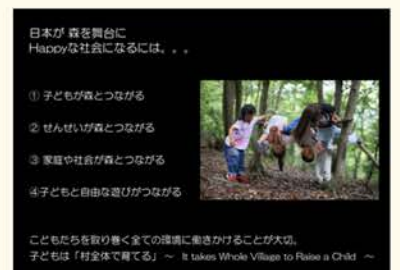 日本が 森を舞台に
Happyな社会になるには。。。
① 子どもが森とつながる
② せんせいが森とつながる
③ 家庭や社会が森とつながる
④子どもと自由な遊びがつながる
こどもたちを取り巻く全ての環境に働きかけることが大切。
子どもは「村全体で育てる」 ～ It takes Whole Village to Raise a Child ～